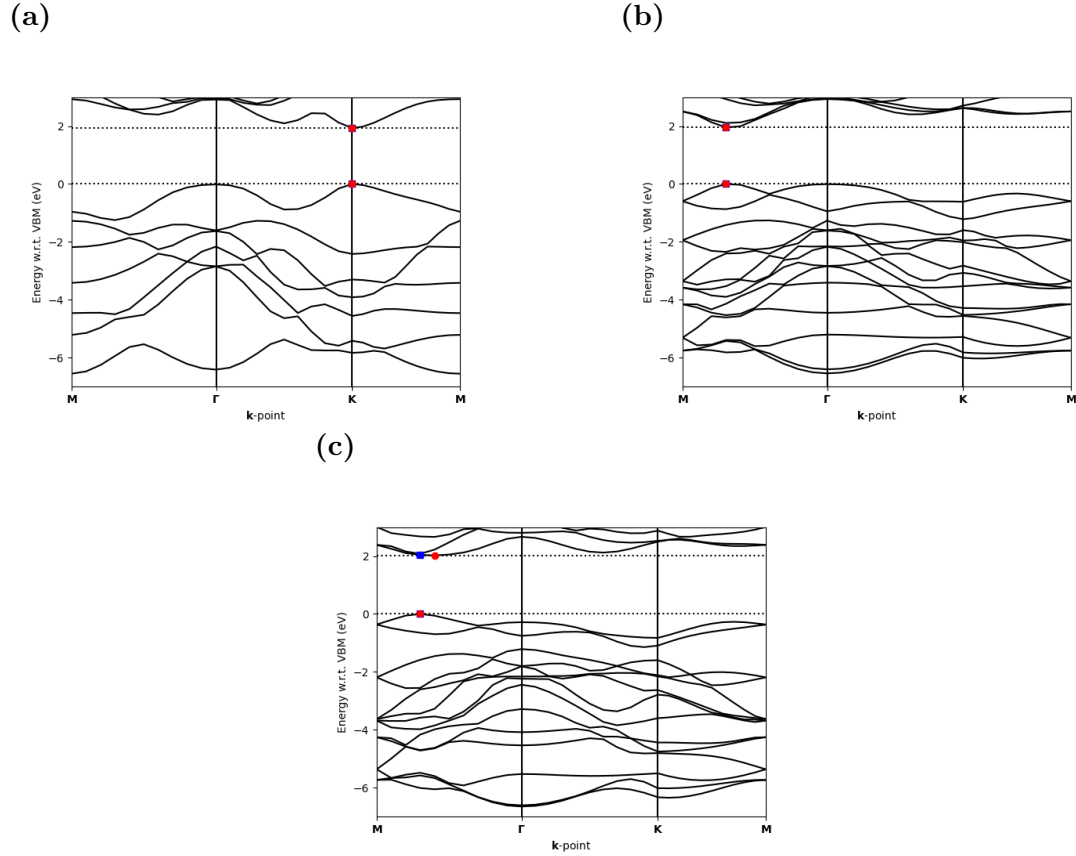 (a)
(b)
Energy w.r.t. VBM (eV)
2
0
−2
−4
−6
M Γ K M
k-point
Energy w.r.t. VBM (eV)
2
0
−2
−4
−6
M Γ K M
k-point
(c)
Energy w.r.t. VBM (eV)
2
0
−2
−4
−6
M Γ K M
k-point